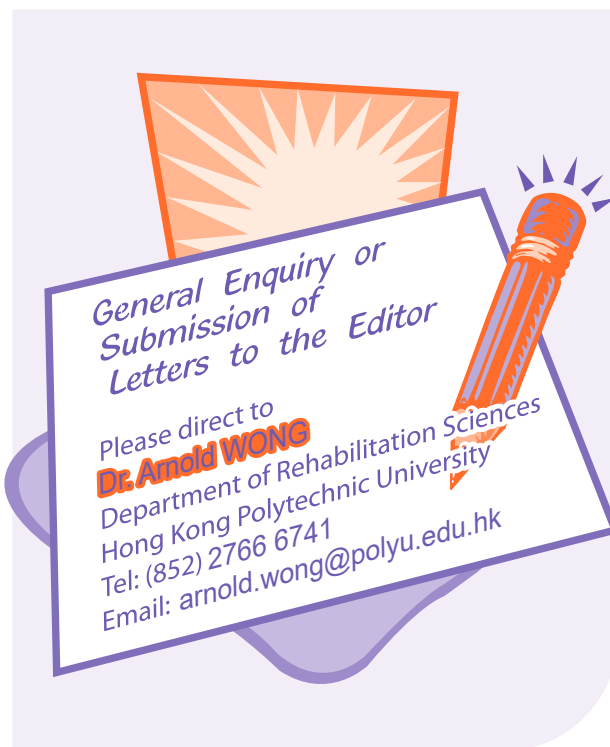 General Enquiry or
Submission of
Letters to the Editor
Please direct to
Dr. Arnold WONG
Department of Rehabilitation Sciences
Hong Kong Polytechnic University
Tel: (852) 2766 6741
Email: arnold.wong@polyu.edu.hk